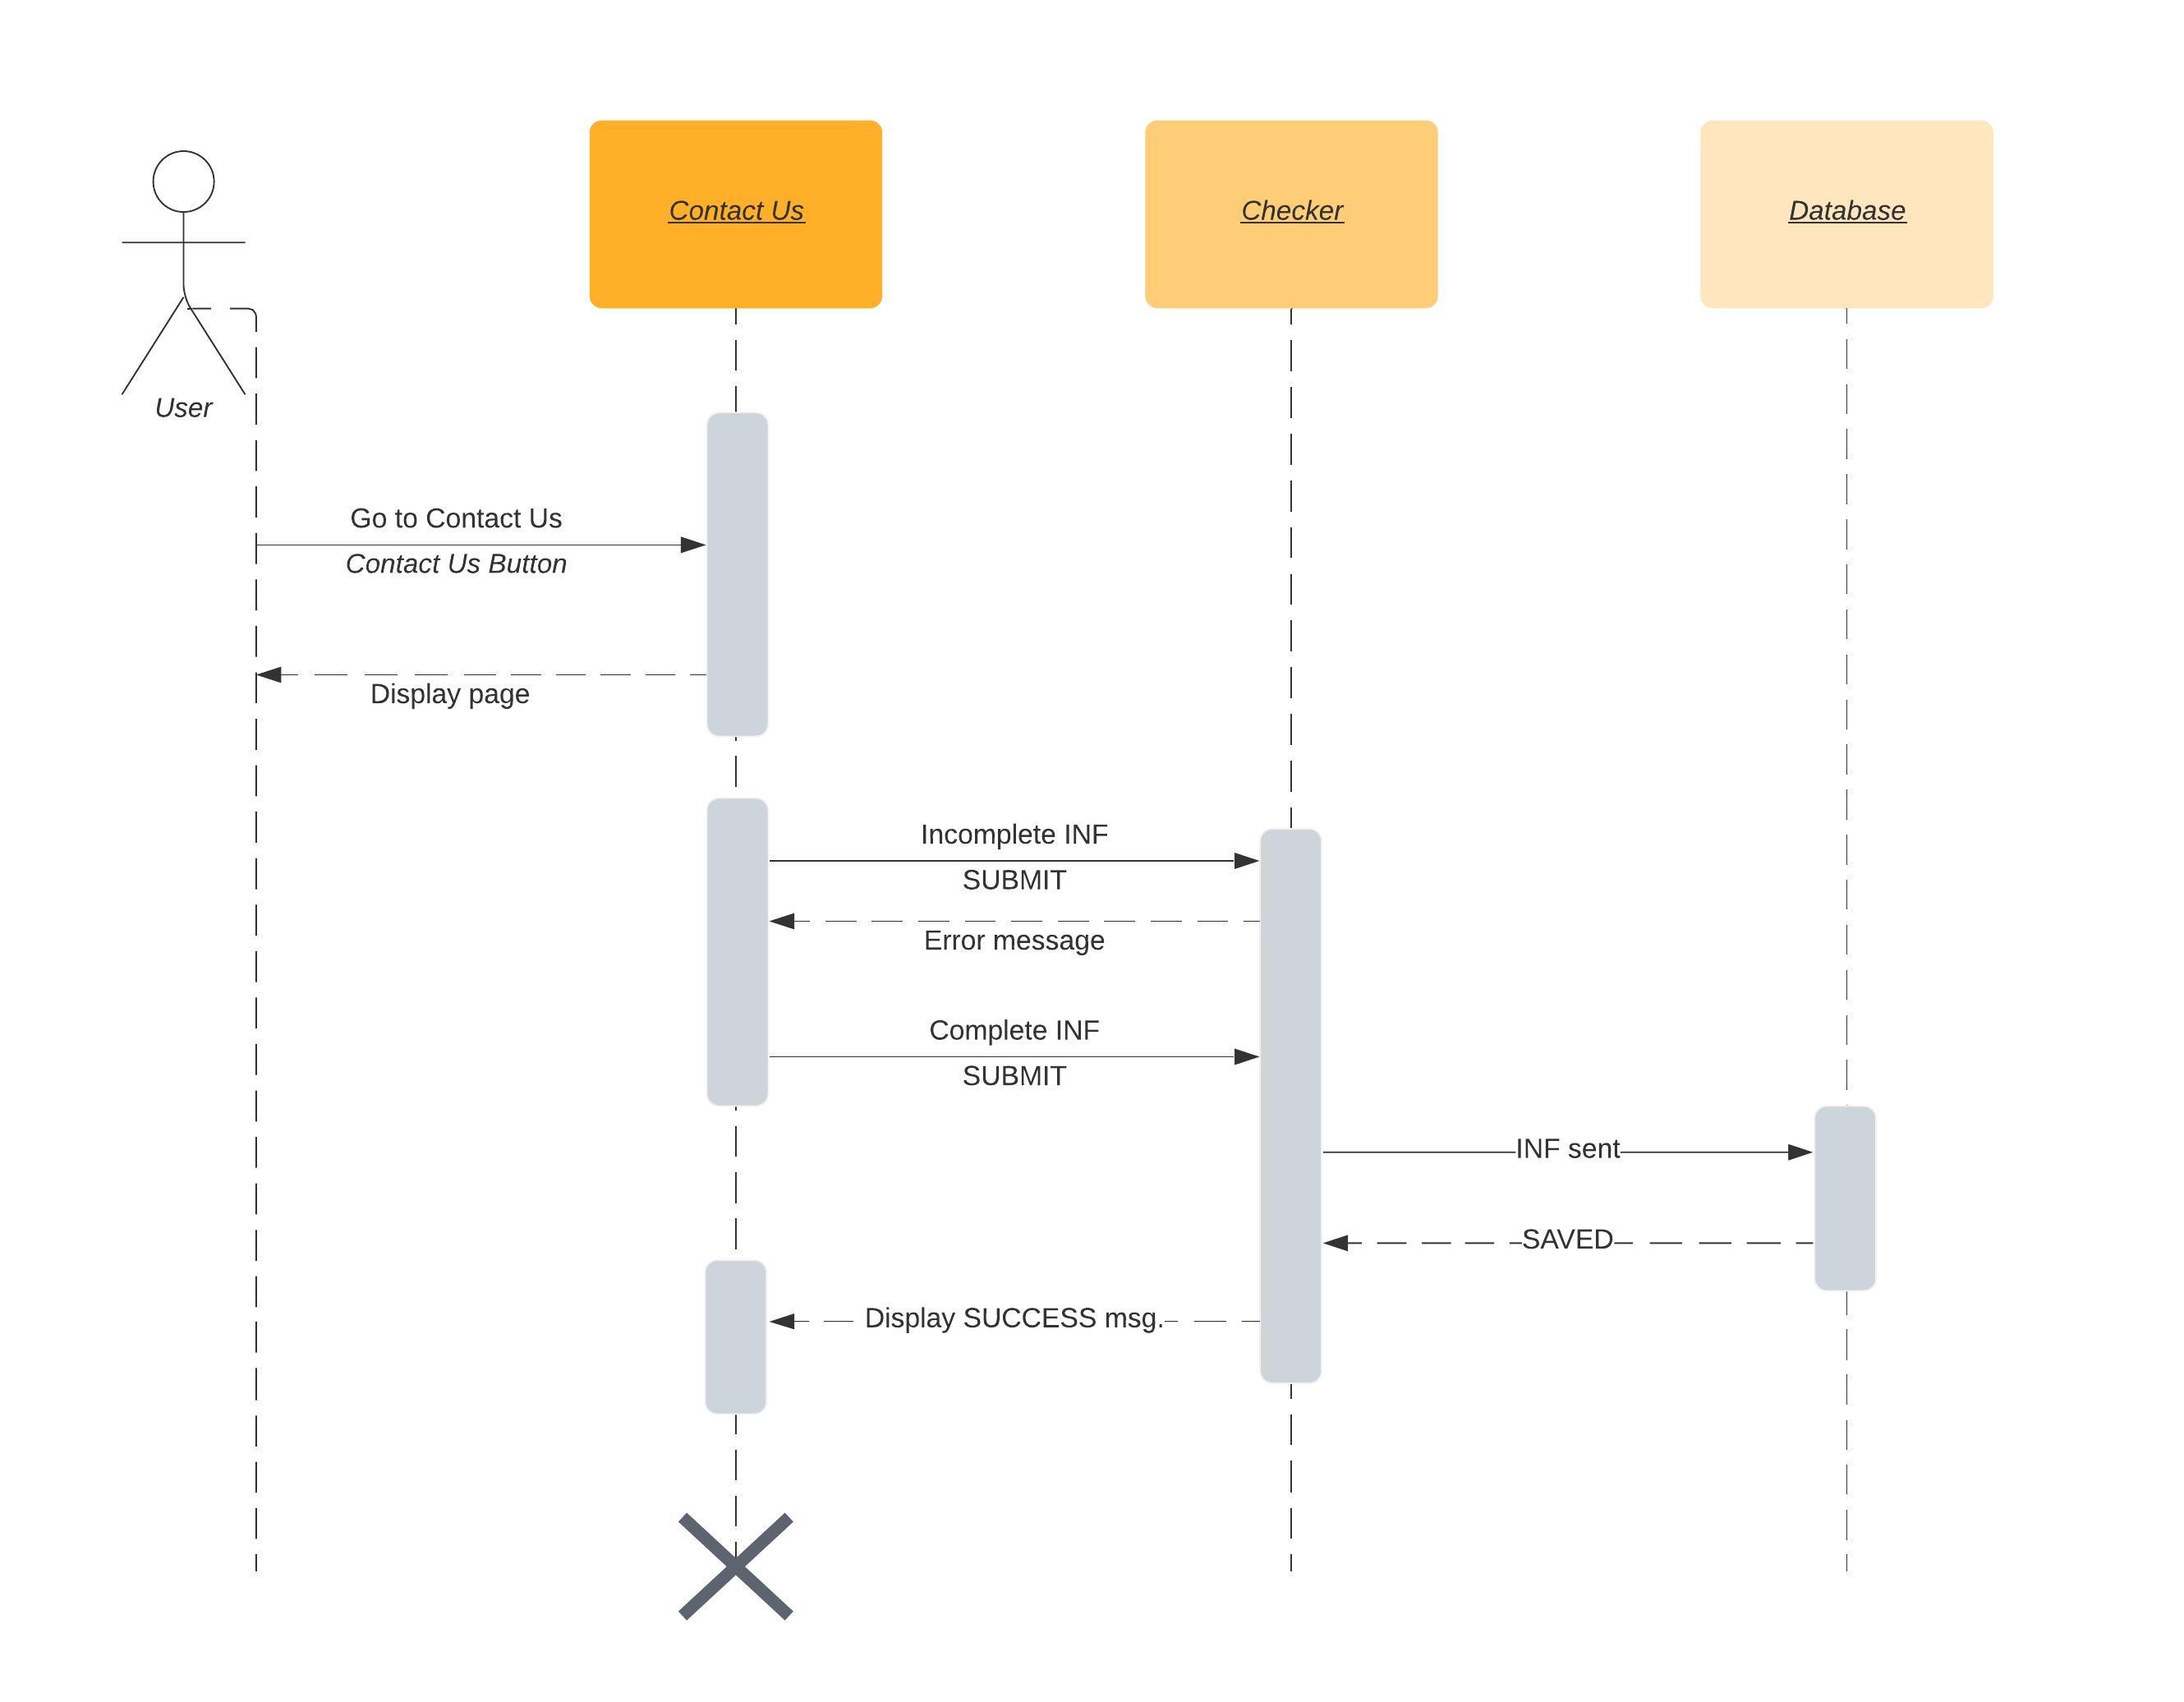 Contact Us
Checker
Database
User
Go to Contact Us
Contact Us Button
Display page
Incomplete INF
SUBMIT
Error message
Complete INF
SUBMIT
INF sent
SAVED
Display SUCCESS msg.